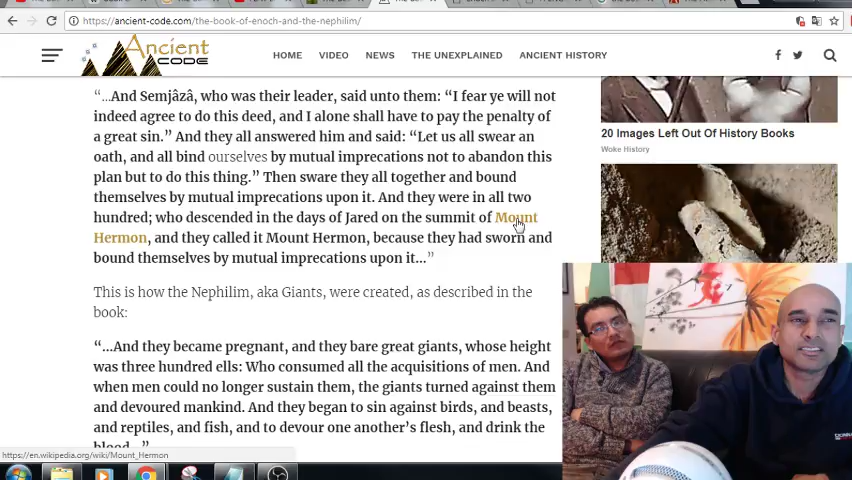 https://ancient-code.com/the-book-of-enoch-and-the-nephilim/
Ancient
CODE
HOME VIDEO NEWS THE UNEXPLAINED ANCIENT HISTORY
“…And Semjâzâ, who was their leader, said unto them: “I fear ye will not
indeed agree to do this deed, and I alone shall have to pay the penalty of
a great sin.” And they all answered him and said: “Let us all swear an
oath, and all bind ourselves by mutual imprecations not to abandon this
plan but to do this thing.” Then sware they all together and bound
themselves by mutual imprecations upon it. And they were in all two
hundred; who descended in the days of Jared on the summit of Mount
Hermon, and they called it Mount Hermon, because they had sworn and
bound themselves by mutual imprecations upon it…”
This is how the Nephilim, aka Giants, were created, as described in the
book:
“…And they became pregnant, and they bare great giants, whose height
was three hundred ells: Who consumed all the acquisitions of men. And
when men could no longer sustain them, the giants turned against them
and devoured mankind. And they began to sin against birds, and beasts,
and reptiles, and fish, and to devour one another’s flesh, and drink the
blood…”
20 Images Left Out Of History Books
Woke History
https://en.wikipedia.org/wiki/Mount_Hermon